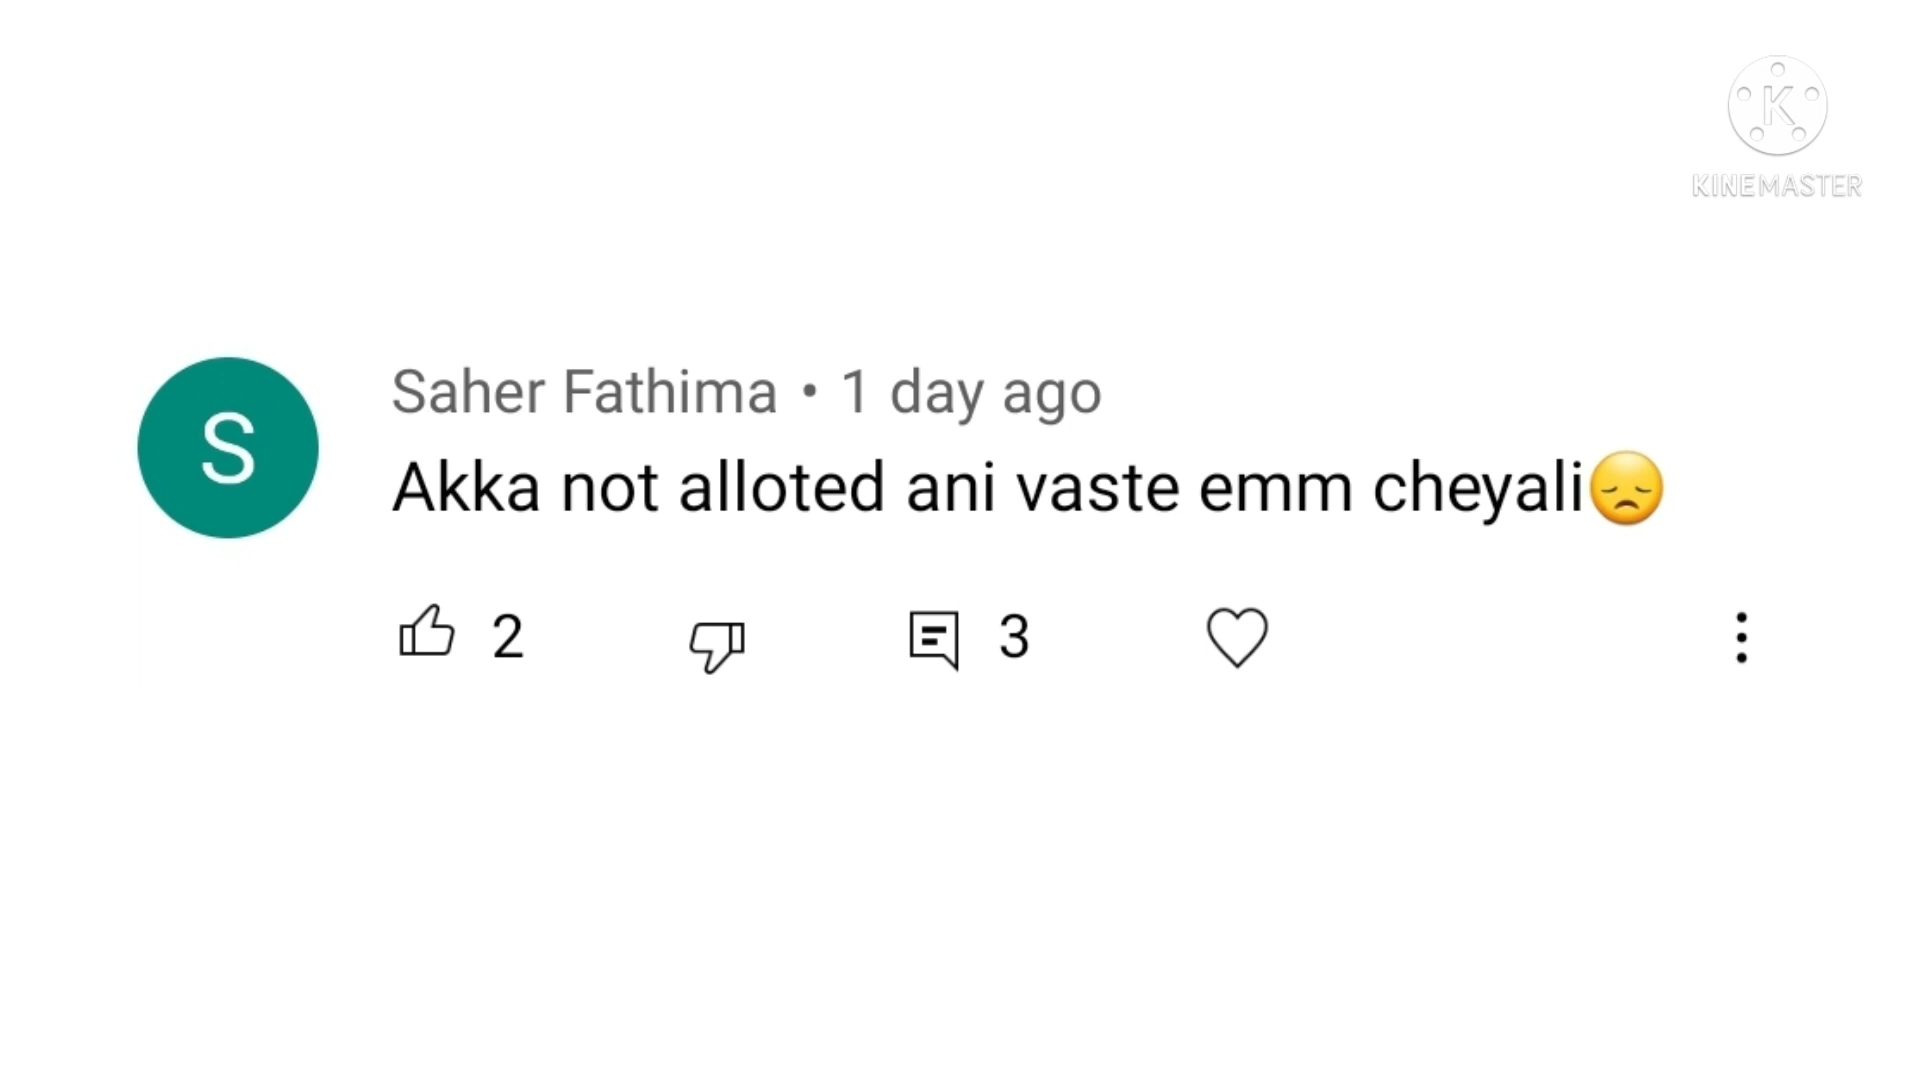 K
KINEMASTER
S
Saher Fathima • 1 day ago
Akka not alloted ani vaste emm cheyali😞
2
3